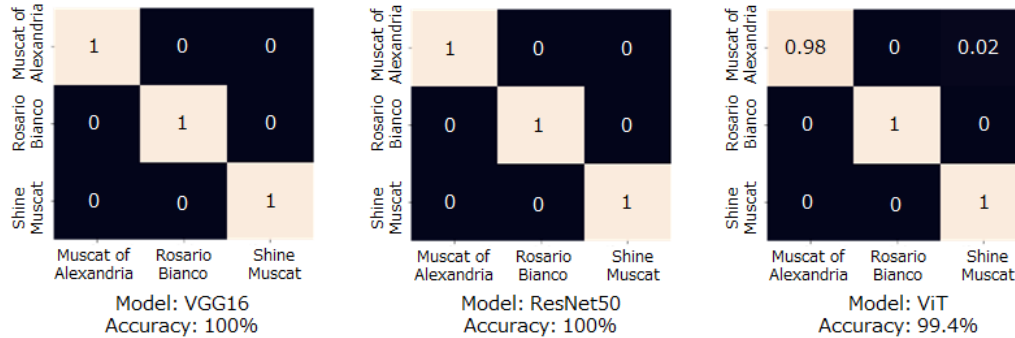 Muscat of
Alexandria
1 0 0
Rosario
Bianco
0 1 0
Shine
Muscat
0 0 1
Muscat of
Alexandria
Rosario
Bianco
Shine
Muscat
Model: VGG16
Accuracy: 100%
Muscat of
Alexandria
1 0 0
Rosario
Bianco
0 1 0
Shine
Muscat
0 0 1
Muscat of
Alexandria
Rosario
Bianco
Shine
Muscat
Model: ResNet50
Accuracy: 100%
Muscat of
Alexandria
0.98 0 0.02
Rosario
Bianco
0 1 0
Shine
Muscat
0 0 1
Muscat of
Alexandria
Rosario
Bianco
Shine
Muscat
Model: ViT
Accuracy: 99.4%